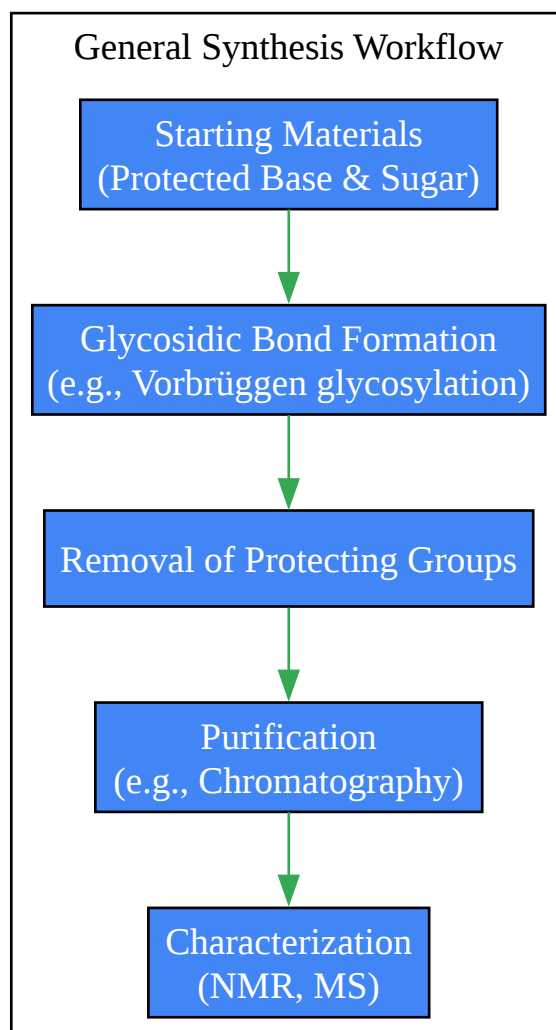 General Synthesis Workflow
Starting Materials
(Protected Base & Sugar)
Glycosidic Bond Formation
(e.g., Vorbrüggen glycosylation)
Removal of Protecting Groups
Purification
(e.g., Chromatography)
Characterization
(NMR, MS)